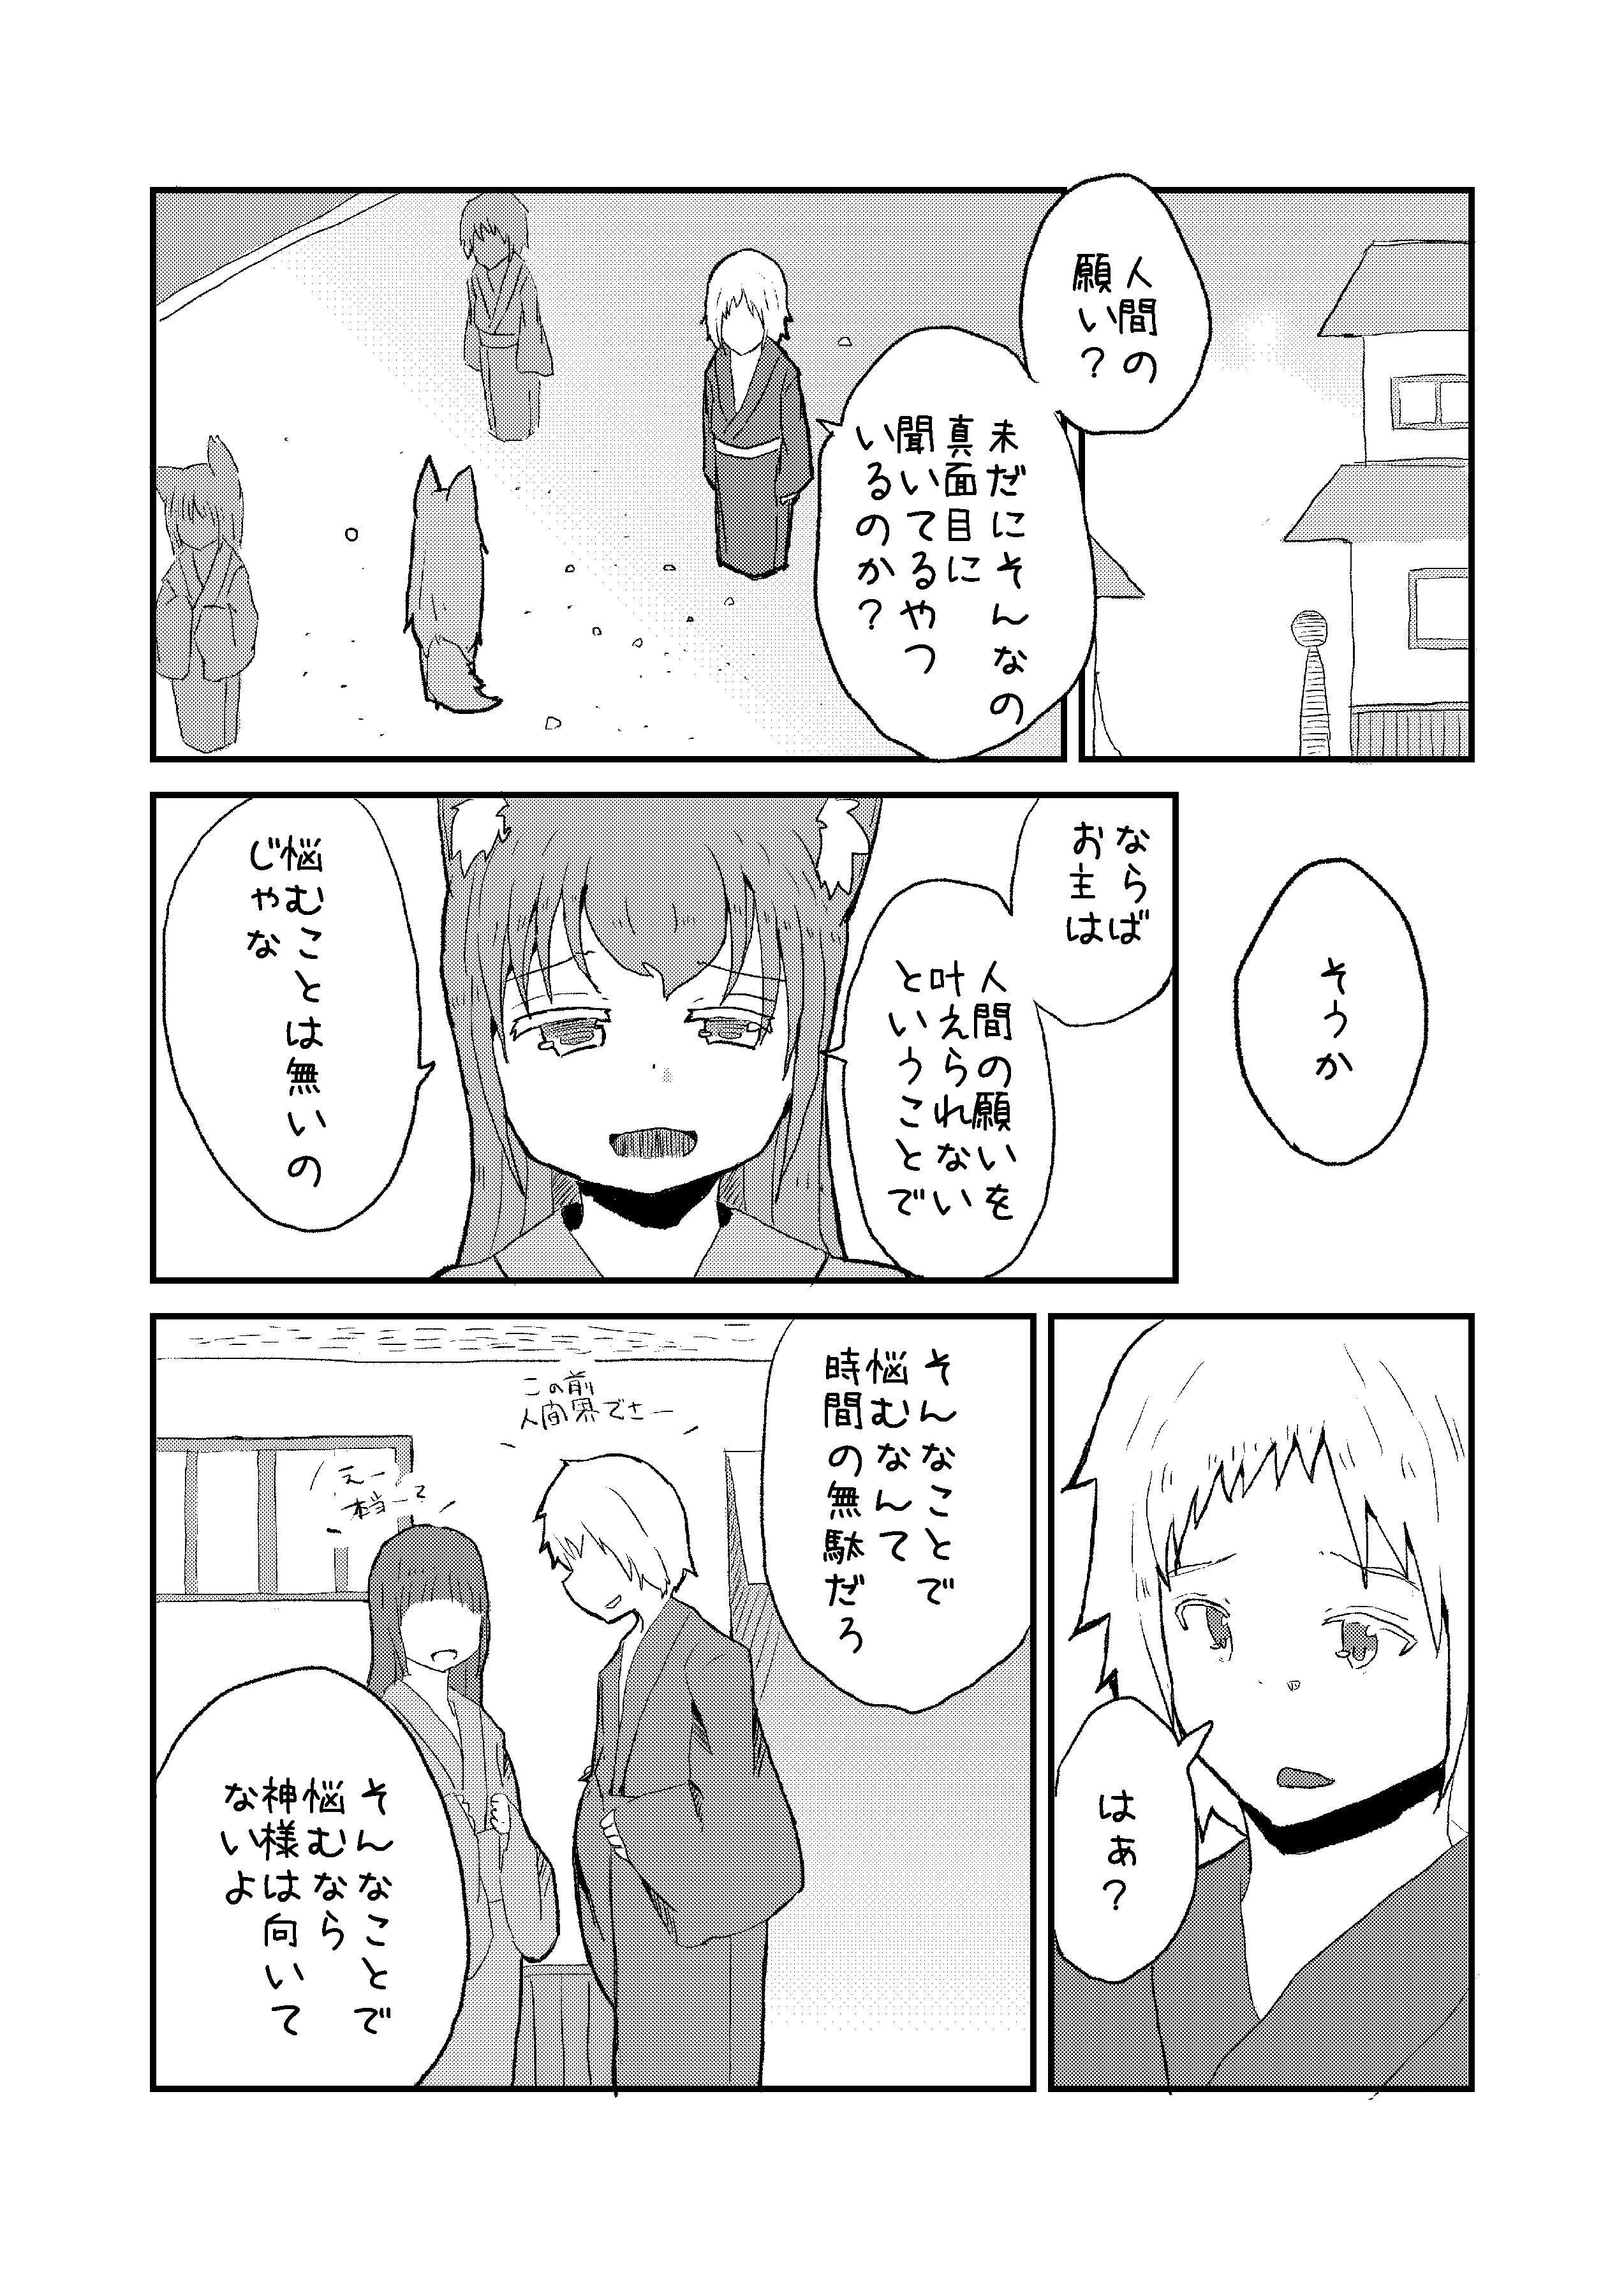 人間の
願い？
未だにそんなの
真面目に
聞いてるやつ
いるのか？
そうか
ならば
お主は
人間の願いを
叶えられない
ということで
悩むことは無いの
じゃな
はぁ？
そんなことで
悩むなんて
時間の無駄だろ
この前
人間界でさー
えー
本当ー？
そんなことで
悩むなら
神様は向いて
ないよ